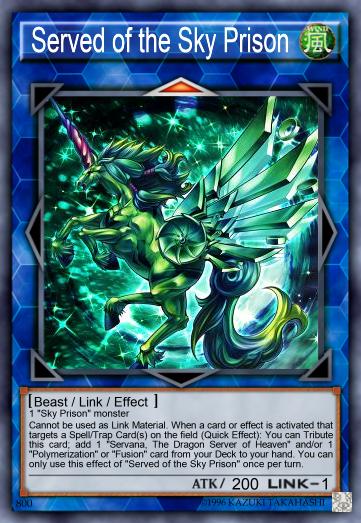 Served of the Sky Prison
WIND
風
[Beast / Link / Effect ]
1 "Sky Prison" monster
Cannot be used as Link Material. When a card or effect is activated that
targets a Spell/Trap Card(s) on the field (Quick Effect): You can Tribute
this card; add 1 "Servana, The Dragon Server of Heaven" and/or 1
"Polymerization" or "Fusion" card from your Deck to your hand. You can
only use this effect of "Served of the Sky Prison" once per turn.
ATK/ 200 LINK-1
800 ©1996 KAZUKI TAKAHASHI